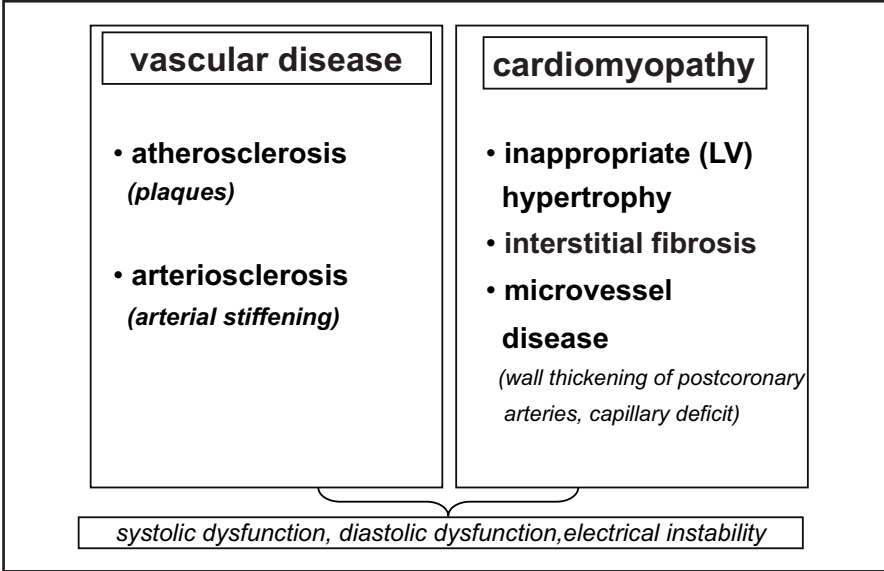 vascular disease
• atherosclerosis
(plaques)
• arteriosclerosis
(arterial stiffening)
cardiomyopathy
• inappropriate (LV)
hypertrophy
• interstitial fibrosis
• microvessel
disease
(wall thickening of postcoronary
arteries, capillary deficit)
systolic dysfunction, diastolic dysfunction,electrical instability